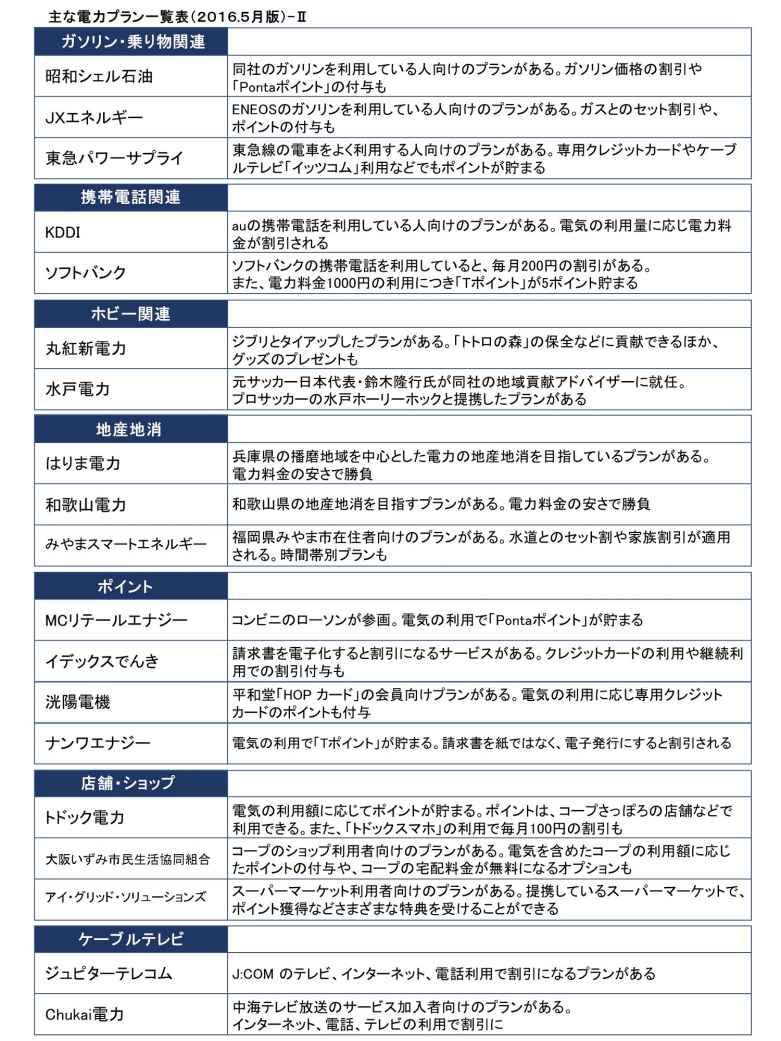 主な電力プラン一覧表（２０１６.５月版）-Ⅱ
ガソリン・乗り物関連
昭和シェル石油
同社のガソリンを利用している人向けのプランがある。ガソリン価格の割引や
「Pontaポイント」の付与も
JXエネルギー
ENEOSのガソリンを利用している人向けのプランがある。ガスとのセット割引や、
ポイントの付与も
東急パワーサプライ
東急線の電車をよく利用する人向けのプランがある。専用クレジットカードやケーブ
ルテレビ「イッツコム」利用などでもポイントが貯まる
携帯電話関連
KDDI
auの携帯電話を利用している人向けのプランがある。電気の利用量に応じ電力料
金が割引される
ソフトバンク
ソフトバンクの携帯電話を利用していると、毎月200円の割引がある。
また、電力料金1000円の利用につき「Tポイント」が5ポイント貯まる
ホビー関連
丸紅新電力
ジブリとタイアップしたプランがある。「トトロの森」の保全などに貢献できるほか、
グッズのプレゼントも
水戸電力
元サッカー日本代表・鈴木隆行氏が同社の地域貢献アドバイザーに就任。
プロサッカーの水戸ホーリーホックと提携したプランがある
地産地消
はりま電力
兵庫県の播磨地域を中心とした電力の地産地消を目指しているプランがある。
電力料金の安さで勝負
和歌山電力
和歌山県の地産地消を目指すプランがある。電力料金の安さで勝負
みやまスマートエネルギー
福岡県みやま市在住者向けのプランがある。水道とのセット割や家族割引が適用
される。時間帯別プランも
ポイント
MCリテールエナジー
コンビニのローソンが参画。電気の利用で「Pontaポイント」が貯まる
イデックスでんき
請求書を電子化すると割引になるサービスがある。クレジットカードの利用や継続利
用での割引付与も
洸陽電機
平和堂「HOP カード」の会員向けプランがある。電気の利用に応じ専用クレジット
カードのポイントも付与
ナンワエナジー
電気の利用で「Tポイント」が貯まる。請求書を紙ではなく、電子発行にすると割引される
店舗・ショップ
トドック電力
電気の利用額に応じてポイントが貯まる。ポイントは、コープさっぽろの店舗などで
利用できる。また、「トドックスマホ」の利用で毎月100円の割引も
大阪いずみ市民生活協同組合
コープのショップ利用者向けのプランがある。電気を含めたコープの利用額に応じ
たポイントの付与や、コープの宅配料金が無料になるオプションも
アイ・グリッド・ソリューションズ
スーパーマーケット利用者向けのプランがある。提携しているスーパーマーケットで、
ポイント獲得などさまざまな特典を受けることができる
ケーブルテレビ
ジュピターテレコム
J:COM のテレビ、インターネット、電話利用で割引になるプランがある
Chukai電力
中海テレビ放送のサービス加入者向けのプランがある。
インターネット、電話、テレビの利用で割引に